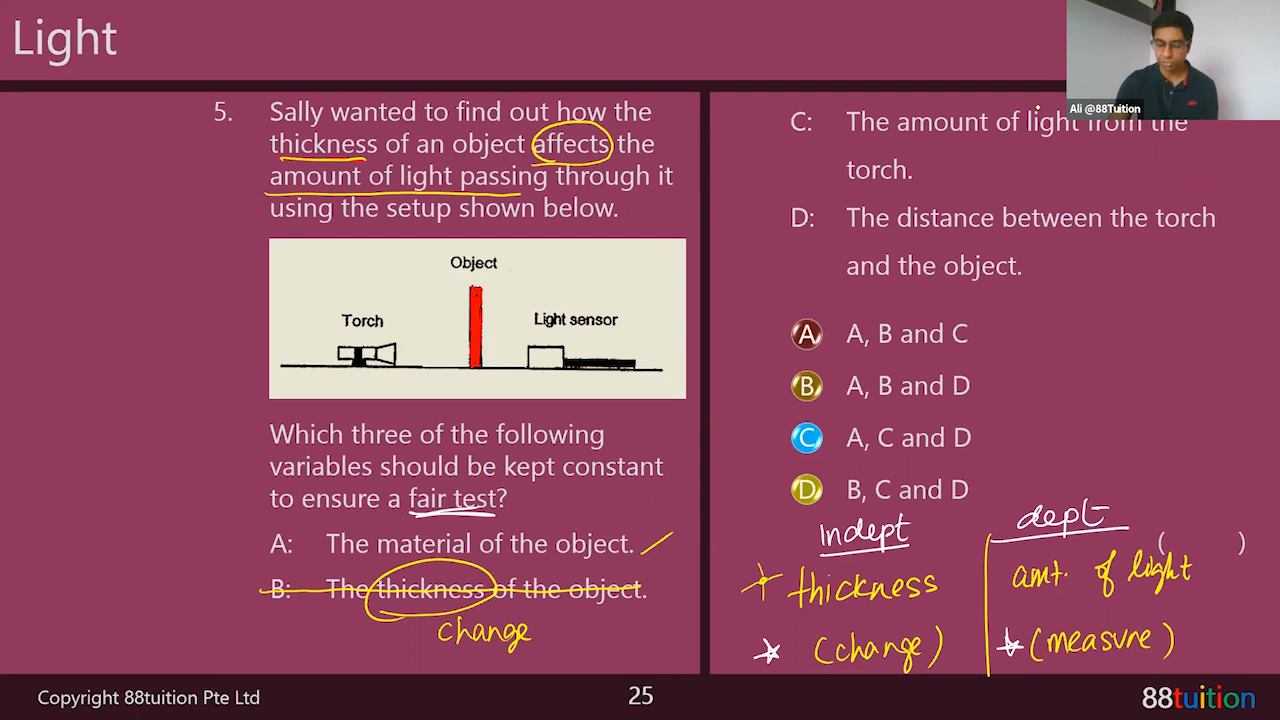 Light
Ali @88Tuition
5. Sally wanted to find out how the
thickness of an object affects the
amount of light passing through it
using the setup shown below.
Object
Torch
Light sensor
Which three of the following
variables should be kept constant
to ensure a fair test?
A: The material of the object.
B: The thickness of the object.
change
C: The amount of light from the
torch.
D: The distance between the torch
and the object.
A A, B and C
B A, B and D
C A, C and D
D B, C and D
( )
indept
thickness
(change)
dept
amt. of light
(measure)
Copyright 88tuition Pte Ltd
25
88tuition